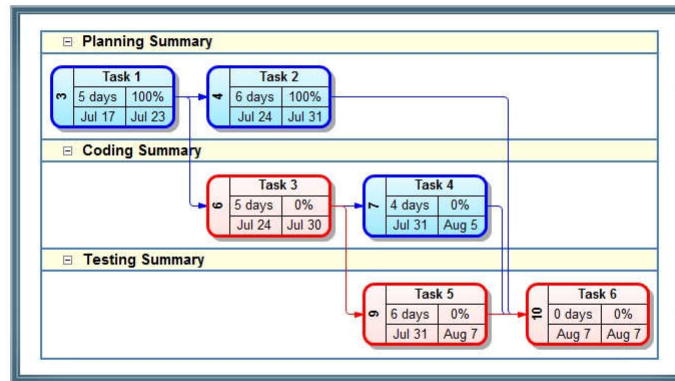 Planning Summary
Task 1
3
5 days 100%
Jul 17 Jul 23
Task 2
4
6 days 100%
Jul 24 Jul 31
Coding Summary
Task 3
6
5 days 0%
Jul 24 Jul 30
Task 4
7
4 days 0%
Jul 31 Aug 5
Testing Summary
Task 5
9
6 days 0%
Jul 31 Aug 7
Task 6
10
0 days 0%
Aug 7 Aug 7